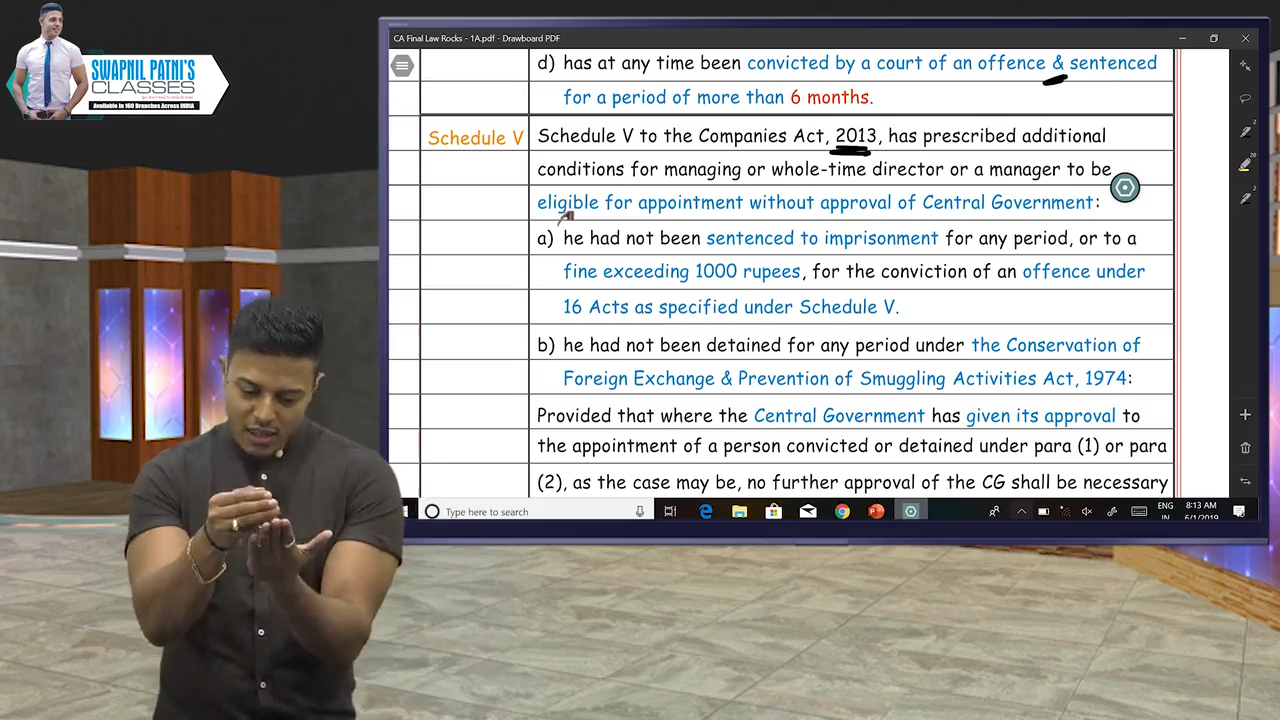 SWAPNIL PATNI'S
CLASSES
Available in 160 Branches Across INDIA
CA Final Law Rocks - 1A.pdf - Drawboard PDF
d) has at any time been convicted by a court of an offence & sentenced
for a period of more than 6 months.
Schedule V
Schedule V to the Companies Act, 2013, has prescribed additional
conditions for managing or whole-time director or a manager to be
eligible for appointment without approval of Central Government:
a) he had not been sentenced to imprisonment for any period, or to a
fine exceeding 1000 rupees, for the conviction of an offence under
16 Acts as specified under Schedule V.
b) he had not been detained for any period under the Conservation of
Foreign Exchange & Prevention of Smuggling Activities Act, 1974:
Provided that where the Central Government has given its approval to
the appointment of a person convicted or detained under para (1) or para
(2), as the case may be, no further approval of the CG shall be necessary
Type here to search
ENG
IN
8:13 AM
6/1/2019
2
20
2